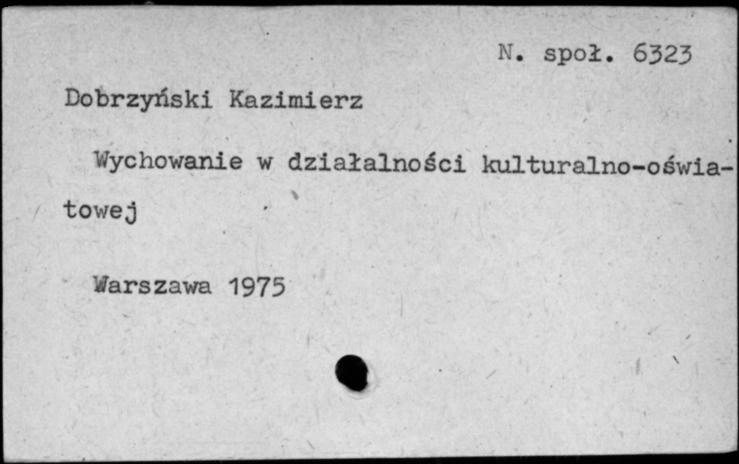 N. społ. 6323
Dobrzyński Kazimierz
Wychowanie w działalności kulturalno-oświa-
towej
Warszawa 1975